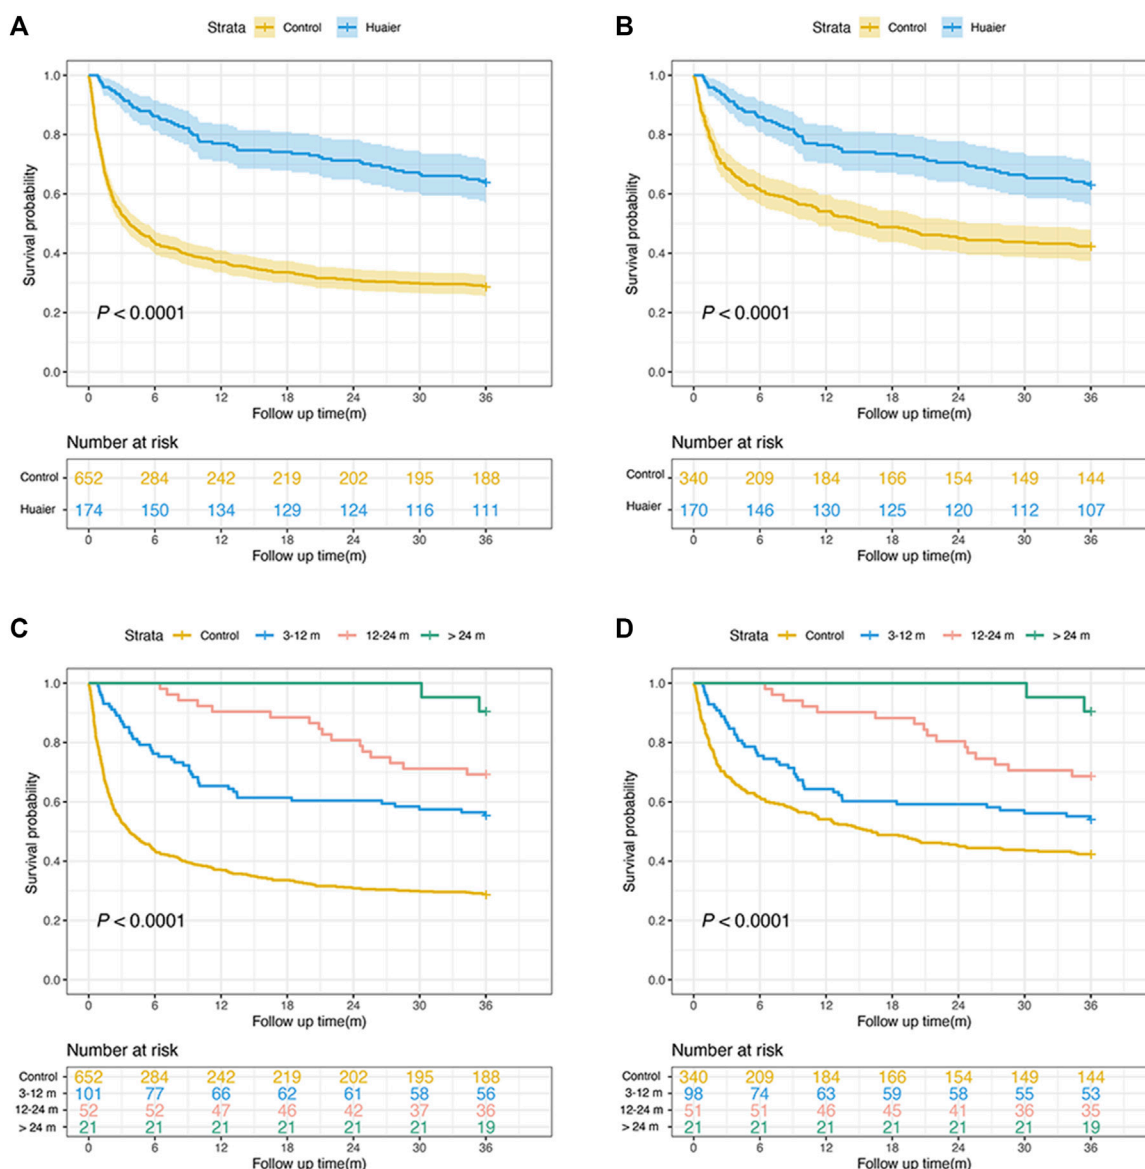 A
Strata Control Huaier
Survival probability
1.0
0.8
0.6
0.4
0.2
0.0
P < 0.0001
0 6 12 18 24 30 36
Follow up time(m)
Number at risk
Control 652 284 242 219 202 195 188
Huaier 174 150 134 129 124 116 111
0 6 12 18 24 30 36
Follow up time(m)
B
Strata Control Huaier
Survival probability
1.0
0.8
0.6
0.4
0.2
0.0
P < 0.0001
0 6 12 18 24 30 36
Follow up time(m)
Number at risk
Control 340 209 184 166 154 149 144
Huaier 170 146 130 125 120 112 107
0 6 12 18 24 30 36
Follow up time(m)
C
Strata Control 3-12 m 12-24 m > 24 m
Survival probability
1.0
0.8
0.6
0.4
0.2
0.0
P < 0.0001
0 6 12 18 24 30 36
Follow up time(m)
Number at risk
Control 652 284 242 219 202 195 188
3-12 m 101 77 66 62 61 58 56
12-24 m 52 52 47 46 42 37 36
> 24 m 21 21 21 21 21 21 19
0 6 12 18 24 30 36
Follow up time(m)
D
Strata Control 3-12 m 12-24 m > 24 m
Survival probability
1.0
0.8
0.6
0.4
0.2
0.0
P < 0.0001
0 6 12 18 24 30 36
Follow up time(m)
Number at risk
Control 340 209 184 166 154 149 144
3-12 m 98 74 63 59 58 55 53
12-24 m 51 51 46 45 41 36 35
> 24 m 21 21 21 21 21 21 19
0 6 12 18 24 30 36
Follow up time(m)